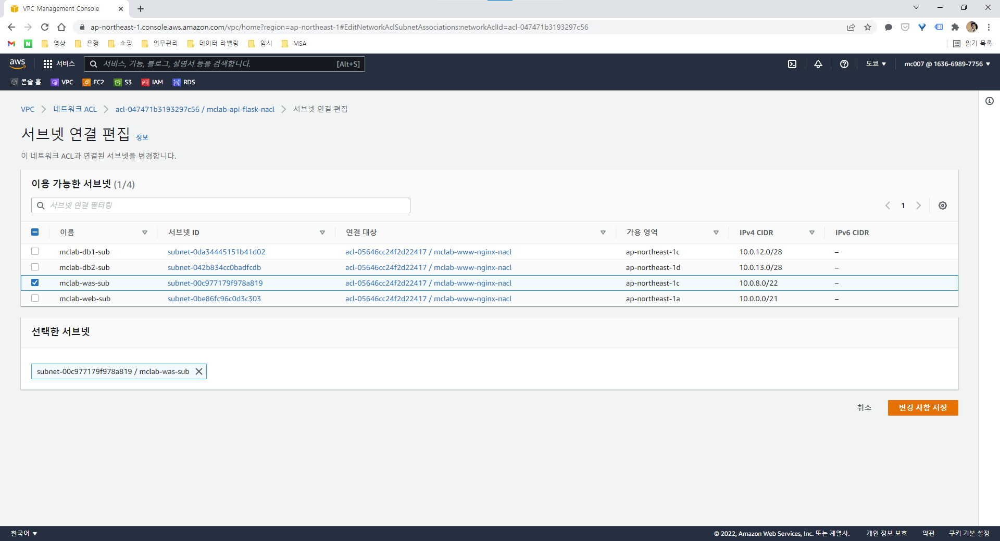 VPC Management Console
ap-northeast-1.console.aws.amazon.com/vpc/home?region=ap-northeast-1#EditNetworkAclSubnetAssociations:networkAclId=acl-047471b3193297c56
N 영상 은행 쇼핑 업무관리 데이터 라벨링 임시 MSA 읽기 목록
aws 서비스 서비스, 기능, 블로그, 설명서 등을 검색합니다. [Alt+S] 도쿄 mc007 @ 1636-6989-7756
콘솔 홈 VPC EC2 S3 IAM RDS
VPC 네트워크 ACL acl-047471b3193297c56 / mclab-api-flask-nacl 서브넷 연결 편집
서브넷 연결 편집 정보
이 네트워크 ACL과 연결된 서브넷을 변경합니다.
이용 가능한 서브넷 (1/4)
서브넷 연결 필터링 1
이름 서브넷 ID 연결 대상 가용 영역 IPv4 CIDR IPv6 CIDR
mclab-db1-sub subnet-0da34445151b41d02 acl-05646cc24f2d22417 / mclab-www-nginx-nacl ap-northeast-1c 10.0.12.0/28 –
mclab-db2-sub subnet-042b834cc0badfcdb acl-05646cc24f2d22417 / mclab-www-nginx-nacl ap-northeast-1d 10.0.13.0/28 –
mclab-was-sub subnet-00c977179f978a819 acl-05646cc24f2d22417 / mclab-www-nginx-nacl ap-northeast-1c 10.0.8.0/22 –
mclab-web-sub subnet-0be86fc96c0d3c303 acl-05646cc24f2d22417 / mclab-www-nginx-nacl ap-northeast-1a 10.0.0.0/21 –
선택한 서브넷
subnet-00c977179f978a819 / mclab-was-sub
취소 변경 사항 저장
한국어 © 2022, Amazon Web Services, Inc. 또는 계열사. 개인 정보 보호 약관 쿠키 기본 설정